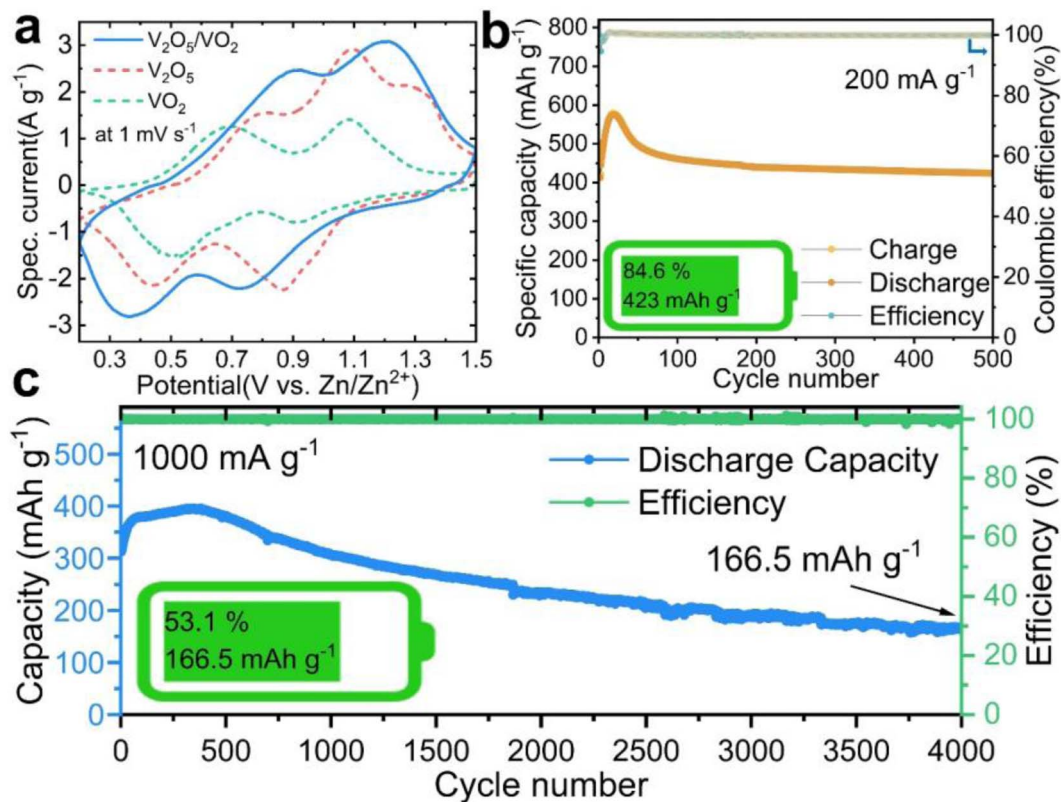 a
V₂O₅/VO₂
V₂O₅
VO₂
at 1 mV s⁻¹
Spec. current(A g⁻¹)
3
2
1
0
-1
-2
-3
0.3 0.5 0.7 0.9 1.1 1.3 1.5
Potential(V vs. Zn/Zn²⁺)
b
Specific capacity (mAh g⁻¹)
800
700
600
500
400
300
200
100
0
200 mA g⁻¹
84.6 %
423 mAh g⁻¹
Charge
Discharge
Efficiency
Coulombic efficiency(%)
100
80
60
40
20
0
0 100 200 300 400 500
Cycle number
c
Capacity (mAh g⁻¹)
500
400
300
200
100
0
1000 mA g⁻¹
Discharge Capacity
Efficiency
166.5 mAh g⁻¹
53.1 %
166.5 mAh g⁻¹
Efficiency (%)
100
80
60
40
20
0
0 500 1000 1500 2000 2500 3000 3500 4000
Cycle number